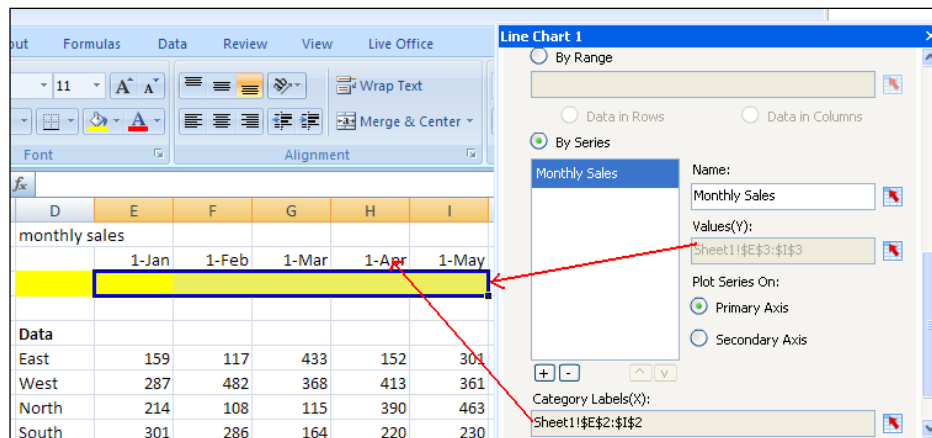 out Formulas Data Review View Live Office
11 A A Wrap Text
A Merge & Center
Font Alignment
fx
D E F G H I
monthly sales
1-Jan 1-Feb 1-Mar 1-Apr 1-May
Data
East 159 117 433 152 301
West 287 482 368 413 361
North 214 108 115 390 463
South 301 286 164 220 230
Line Chart 1
By Range
Data in Rows Data in Columns
By Series
Monthly Sales
Name:
Monthly Sales
Values(Y):
Sheet1!$E$3:$I$3
Plot Series On:
Primary Axis
Secondary Axis
+ - ^ v
Category Labels(X):
Sheet1!$E$2:$I$2